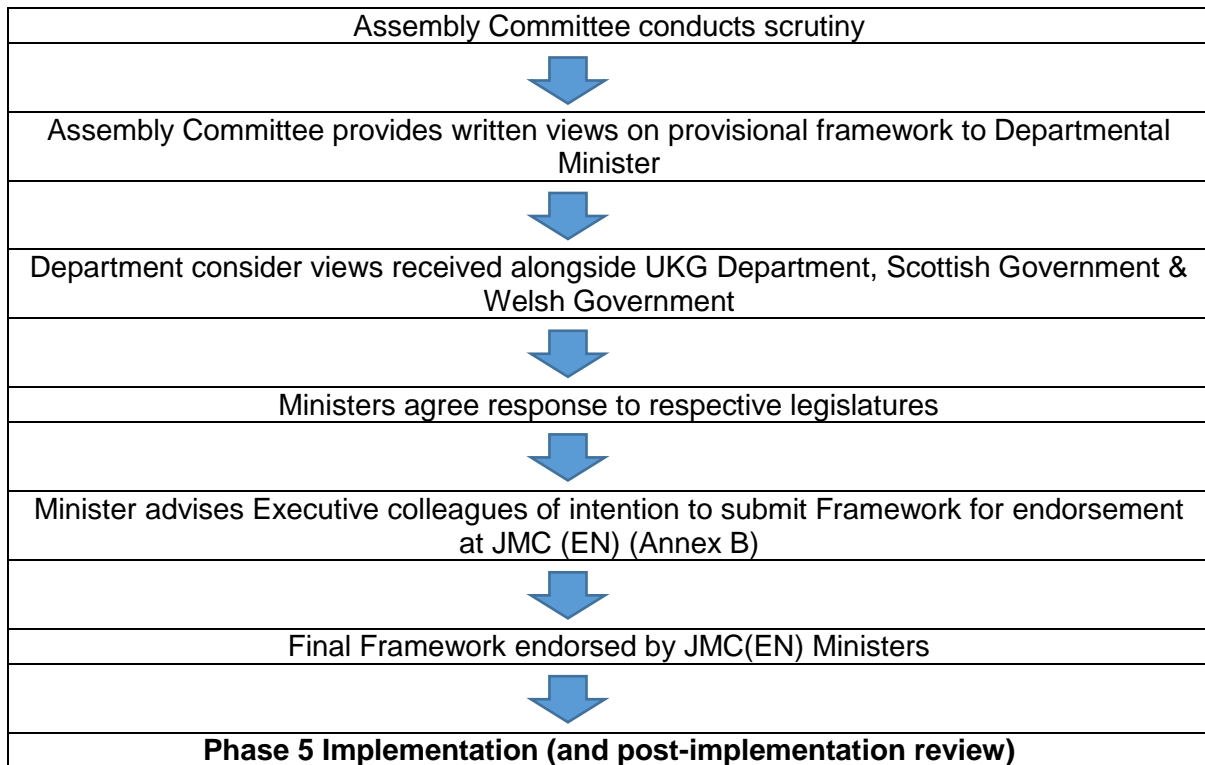 Assembly Committee conducts scrutiny
Assembly Committee provides written views on provisional framework to Departmental
Minister
Department consider views received alongside UKG Department, Scottish Government &
Welsh Government
Ministers agree response to respective legislatures
Minister advises Executive colleagues of intention to submit Framework for endorsement
at JMC (EN) (Annex B)
Final Framework endorsed by JMC(EN) Ministers
Phase 5 Implementation (and post-implementation review)